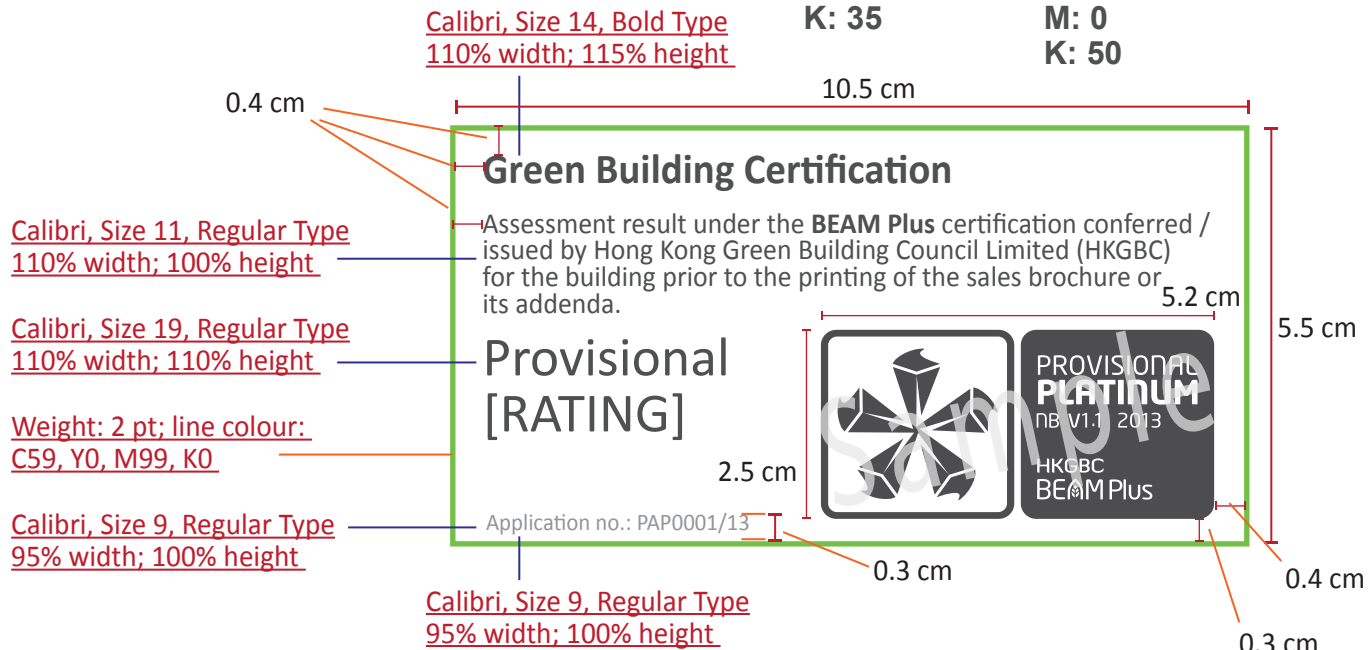 Calibri, Size 14, Bold Type
110% width; 115% height
K: 35
M: 0
K: 50
10.5 cm
0.4 cm
Green Building Certification
Assessment result under the BEAM Plus certification conferred /
issued by Hong Kong Green Building Council Limited (HKGBC)
for the building prior to the printing of the sales brochure or
its addenda.
Calibri, Size 11, Regular Type
110% width; 100% height
5.2 cm
5.5 cm
Calibri, Size 19, Regular Type
110% width; 110% height
Provisional
[RATING]
PROVISIONAL
PLATINUM
NB V1.1 2013
HKGBC
BEAM Plus
Sample
Weight: 2 pt; line colour:
C59, Y0, M99, K0
2.5 cm
Calibri, Size 9, Regular Type
95% width; 100% height
Application no.: PAP0001/13
0.3 cm
0.4 cm
Calibri, Size 9, Regular Type
95% width; 100% height
0.3 cm